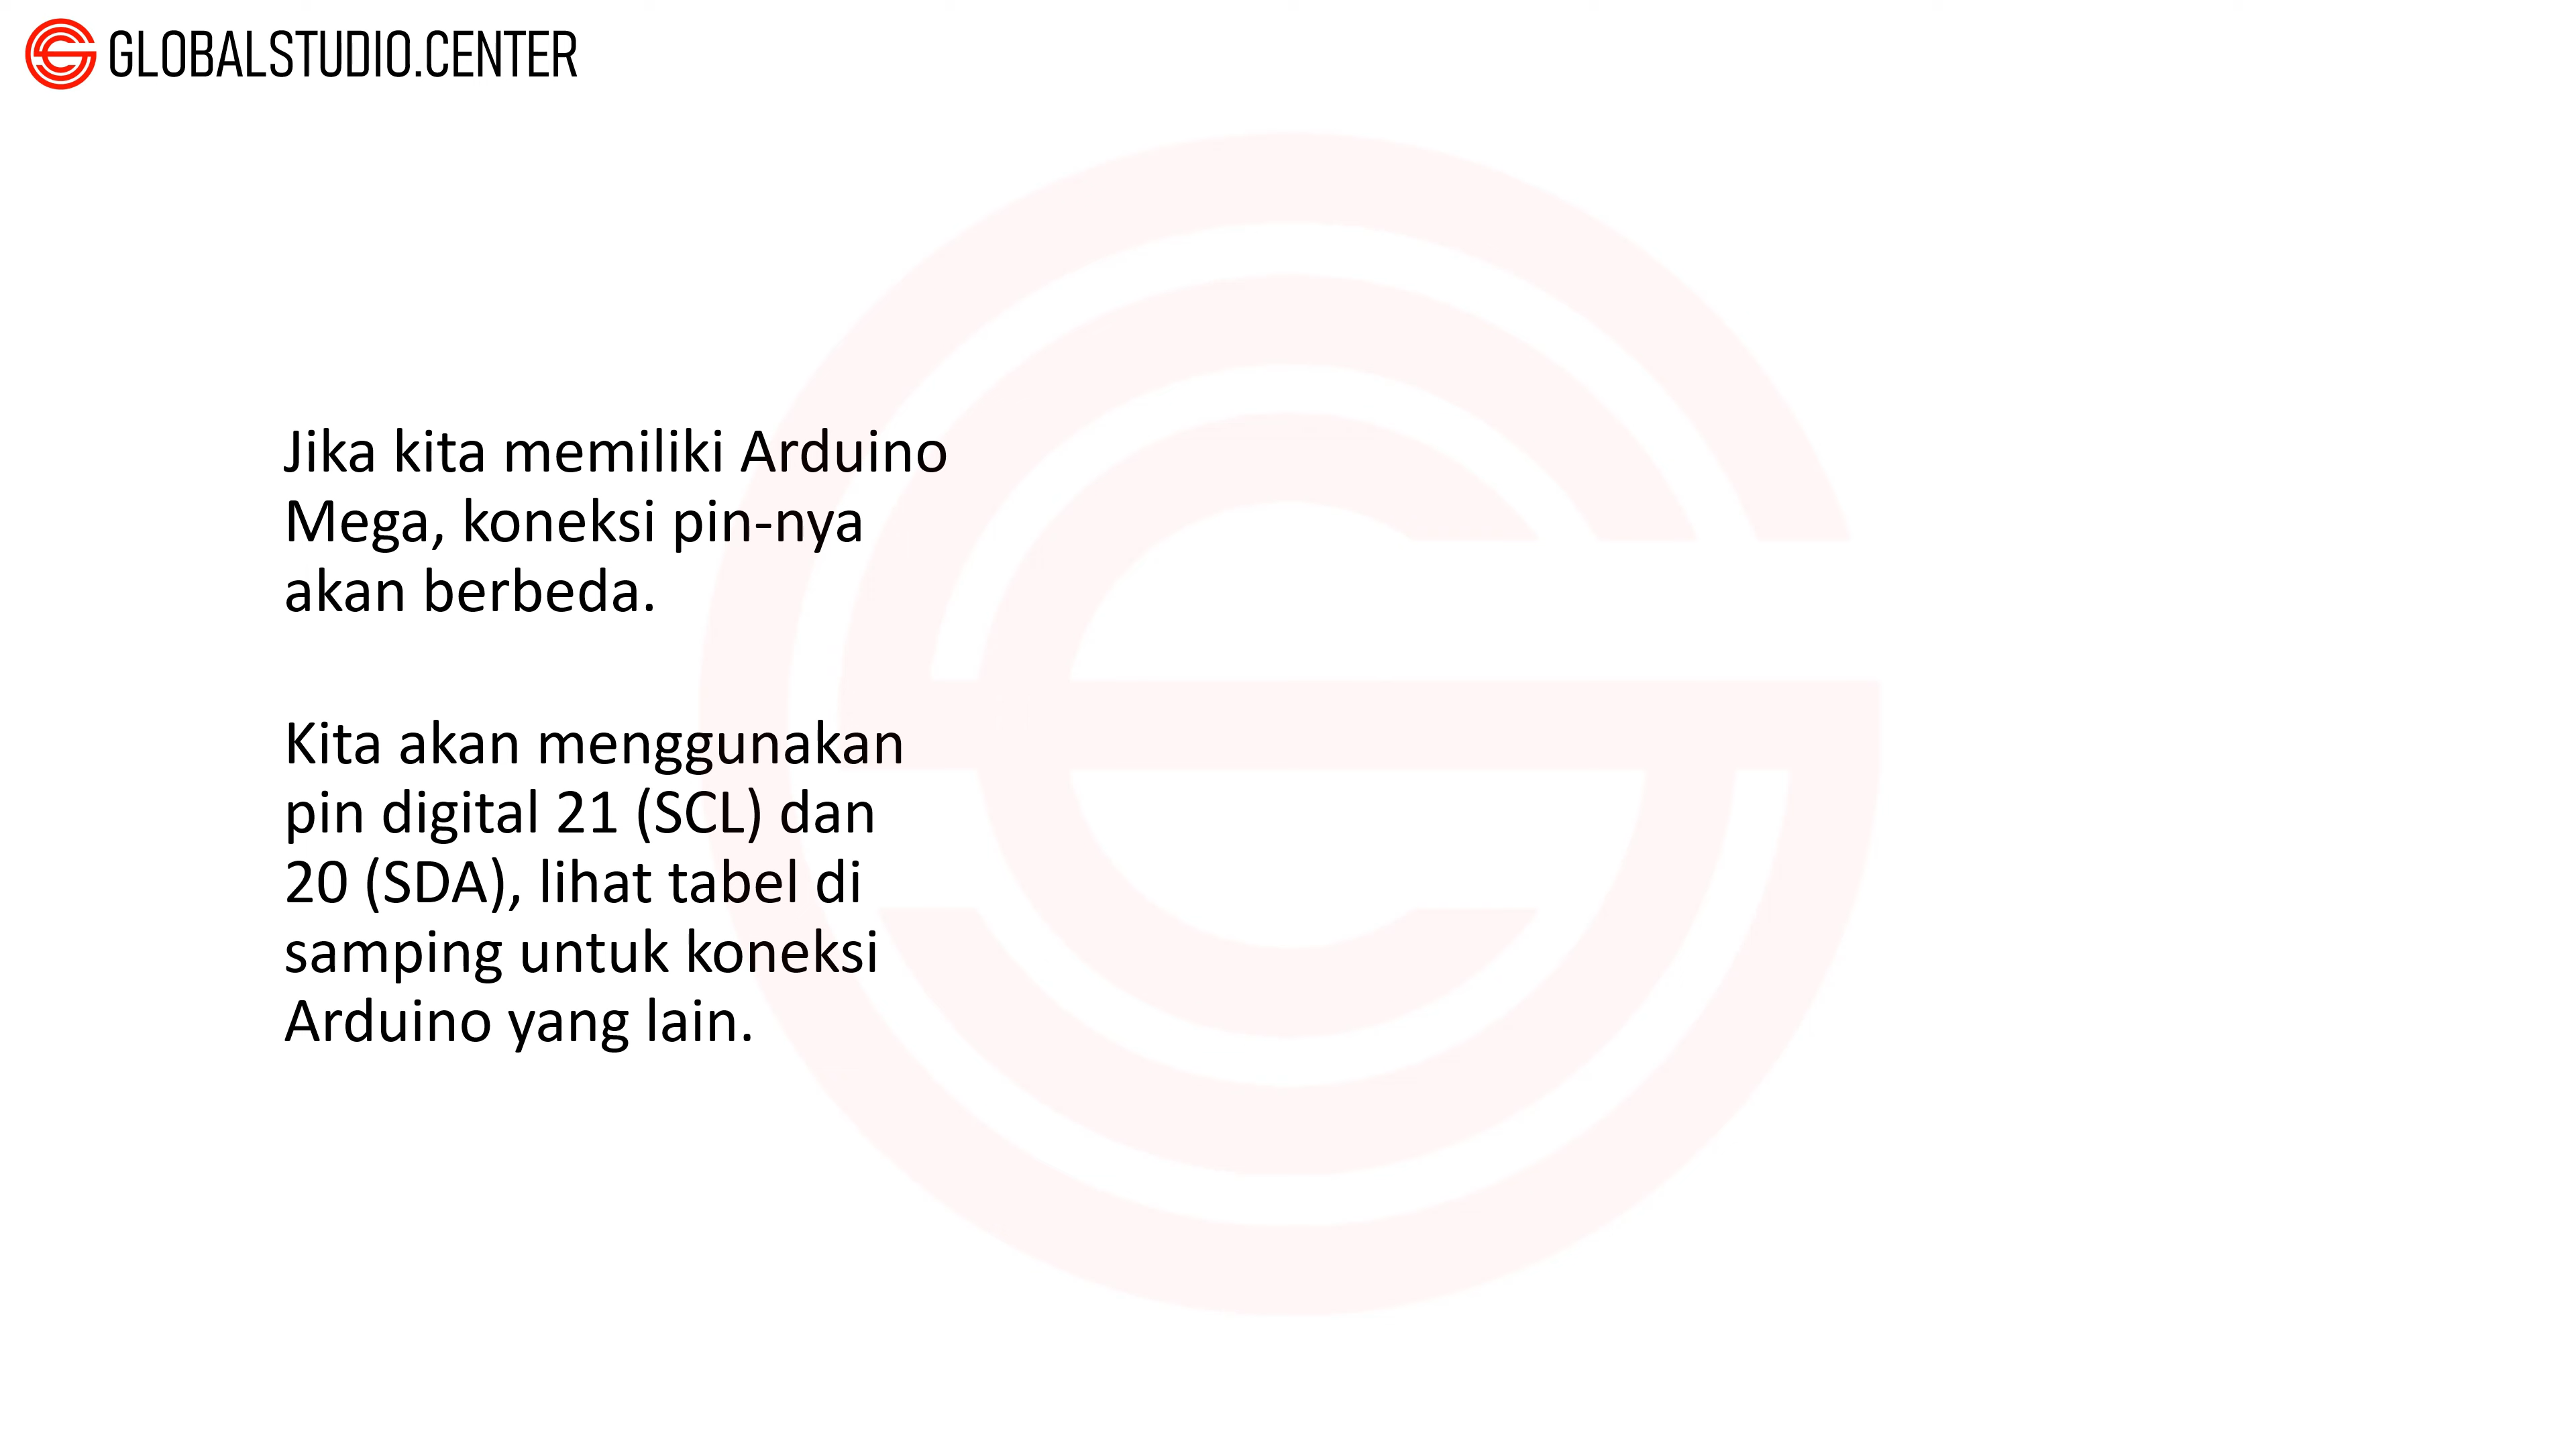 GLOBALSTUDIO.CENTER
Jika kita memiliki Arduino
Mega, koneksi pin-nya
akan berbeda.
Kita akan menggunakan
pin digital 21 (SCL) dan
20 (SDA), lihat tabel di
samping untuk koneksi
Arduino yang lain.